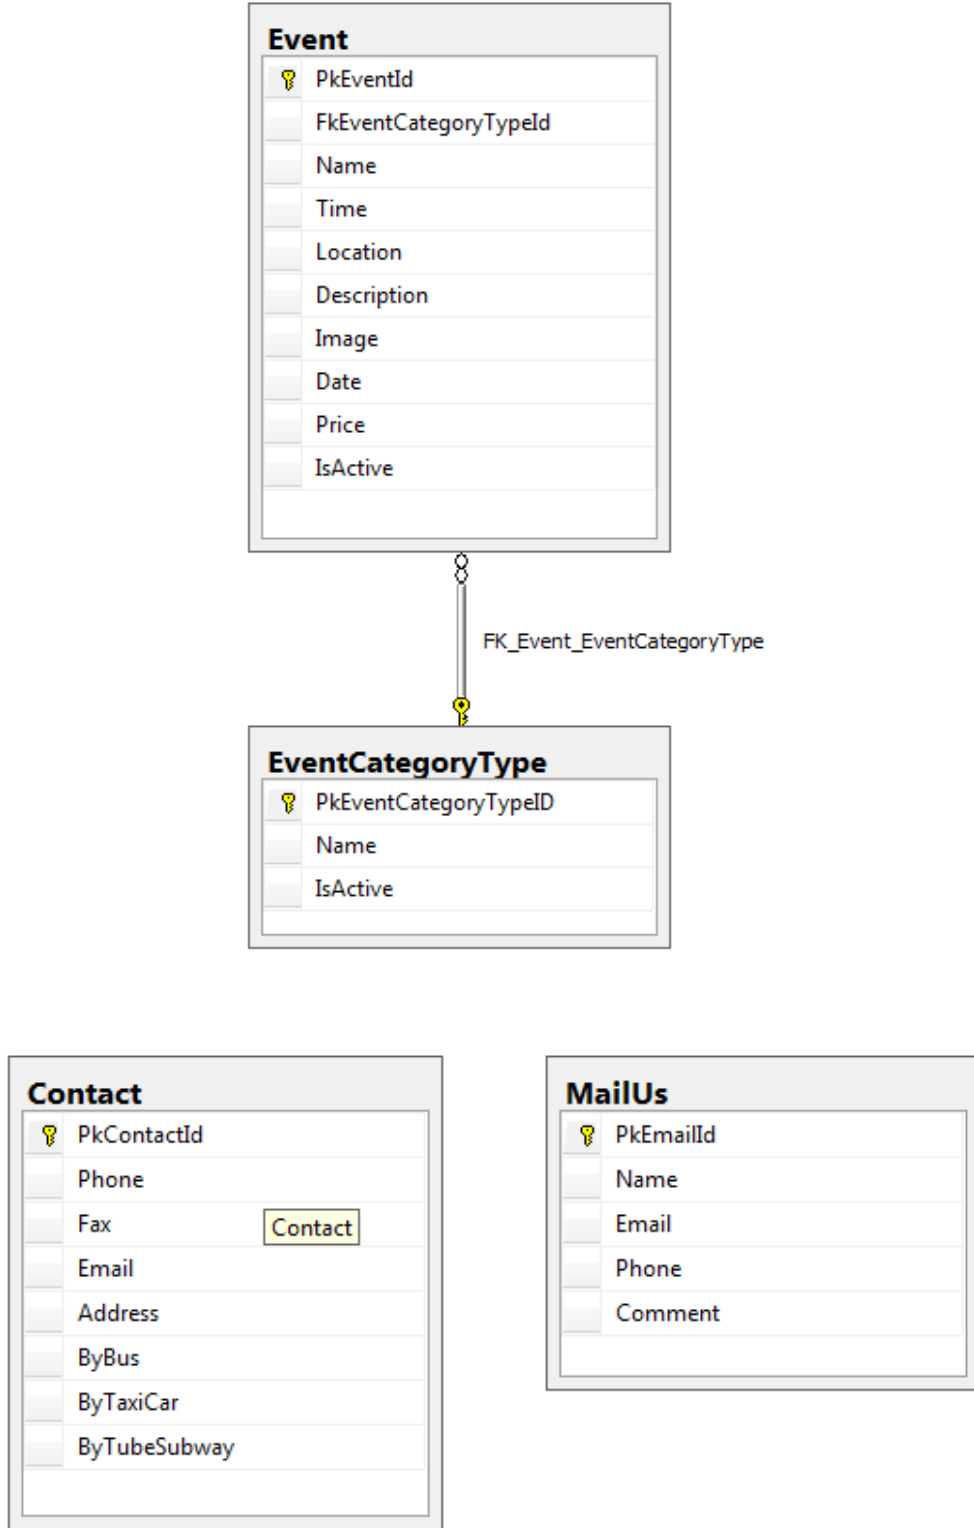 Event
PkEventId
FkEventCategoryTypeId
Name
Time
Location
Description
Image
Date
Price
IsActive
FK_Event_EventCategoryType
EventCategoryType
PkEventCategoryTypeID
Name
IsActive
Contact
PkContactId
Phone
Fax
Contact
Email
Address
ByBus
ByTaxiCar
ByTubeSubway
MailUs
PkEmailId
Name
Email
Phone
Comment